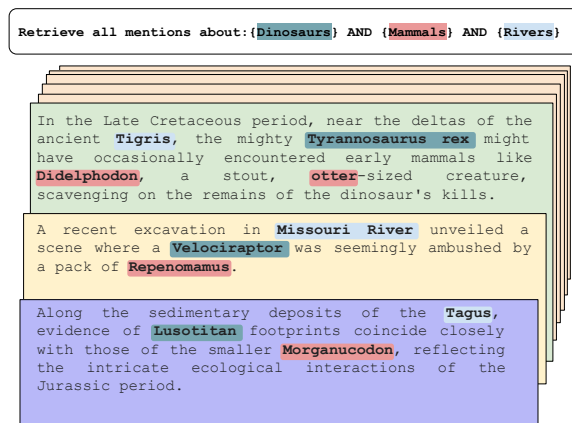 Retrieve all mentions about:{Dinosaurs} AND {Mammals} AND {Rivers}
In the Late Cretaceous period, near the deltas of the
ancient Tigris, the mighty Tyrannosaurus rex might
have occasionally encountered early mammals like
Didelphodon, a stout, otter-sized creature,
scavenging on the remains of the dinosaur's kills.
A recent excavation in Missouri River unveiled a
scene where a Velociraptor was seemingly ambushed by
a pack of Repenomamus.
Along the sedimentary deposits of the Tagus,
evidence of Lusotitan footprints coincide closely
with those of the smaller Morganucodon, reflecting
the intricate ecological interactions of the
Jurassic period.